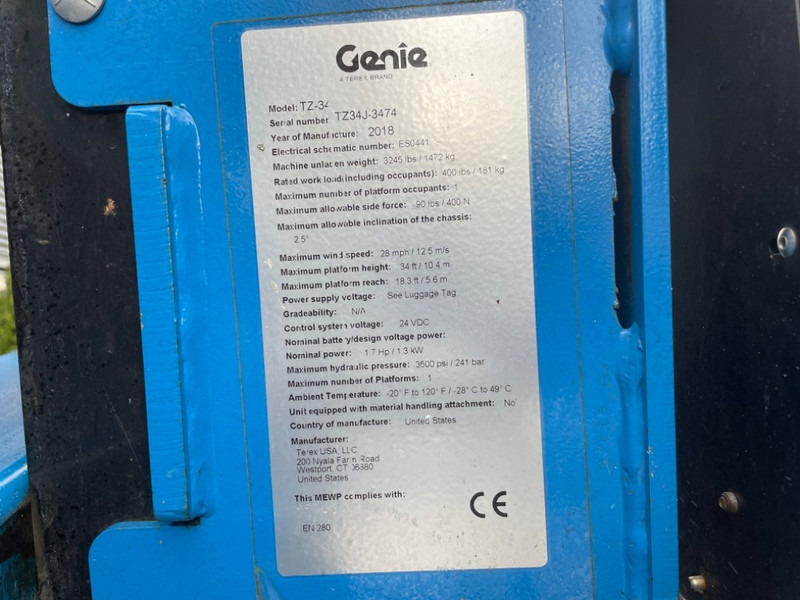 Genie
A TEREX BRAND
Model: TZ-34
Serial number TZ34J-3474
Year of Manufacture: 2018
Electrical schematic number: ES0441
Machine unladen weight: 3245 lbs / 1472 kg
Rated work load (including occupants): 400 lbs / 181 kg
Maximum number of platform occupants: 1
Maximum allowable side force: 90 lbs / 400 N
Maximum allowable inclination of the chassis:
2.5°
Maximum wind speed: 28 mph / 12.5 m/s
Maximum platform height: 34 ft / 10.4 m
Maximum platform reach: 18.3 ft / 5.6 m
Power supply voltage: See Luggage Tag
Gradeability: N/A
Control system voltage: 24 VDC
Nominal battery/design voltage power:
Nominal power: 1.7 Hp / 1.3 kW
Maximum hydraulic pressure: 3500 psi / 241 bar
Maximum number of Platforms: 1
Ambient Temperature: -20° F to 120° F / -28° C to 49° C
Unit equipped with material handling attachment: No
Country of manufacture: United States
Manufacturer:
Terex USA, LLC
200 Nyala Farm Road
Westport, CT 06380
United States
This MEWP complies with:
CE
EN 280